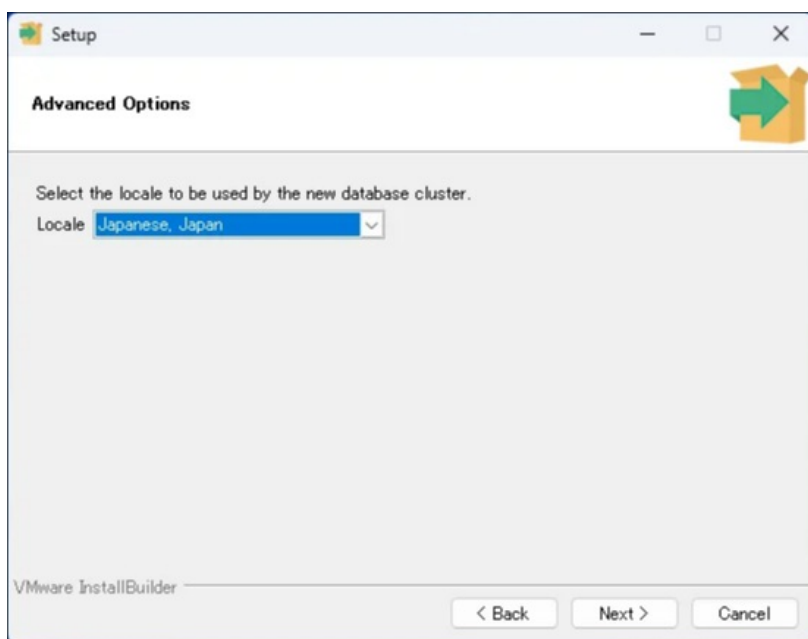 Setup
Advanced Options
Select the locale to be used by the new database cluster.
Locale Japanese, Japan
VMware InstallBuilder
< Back Next > Cancel